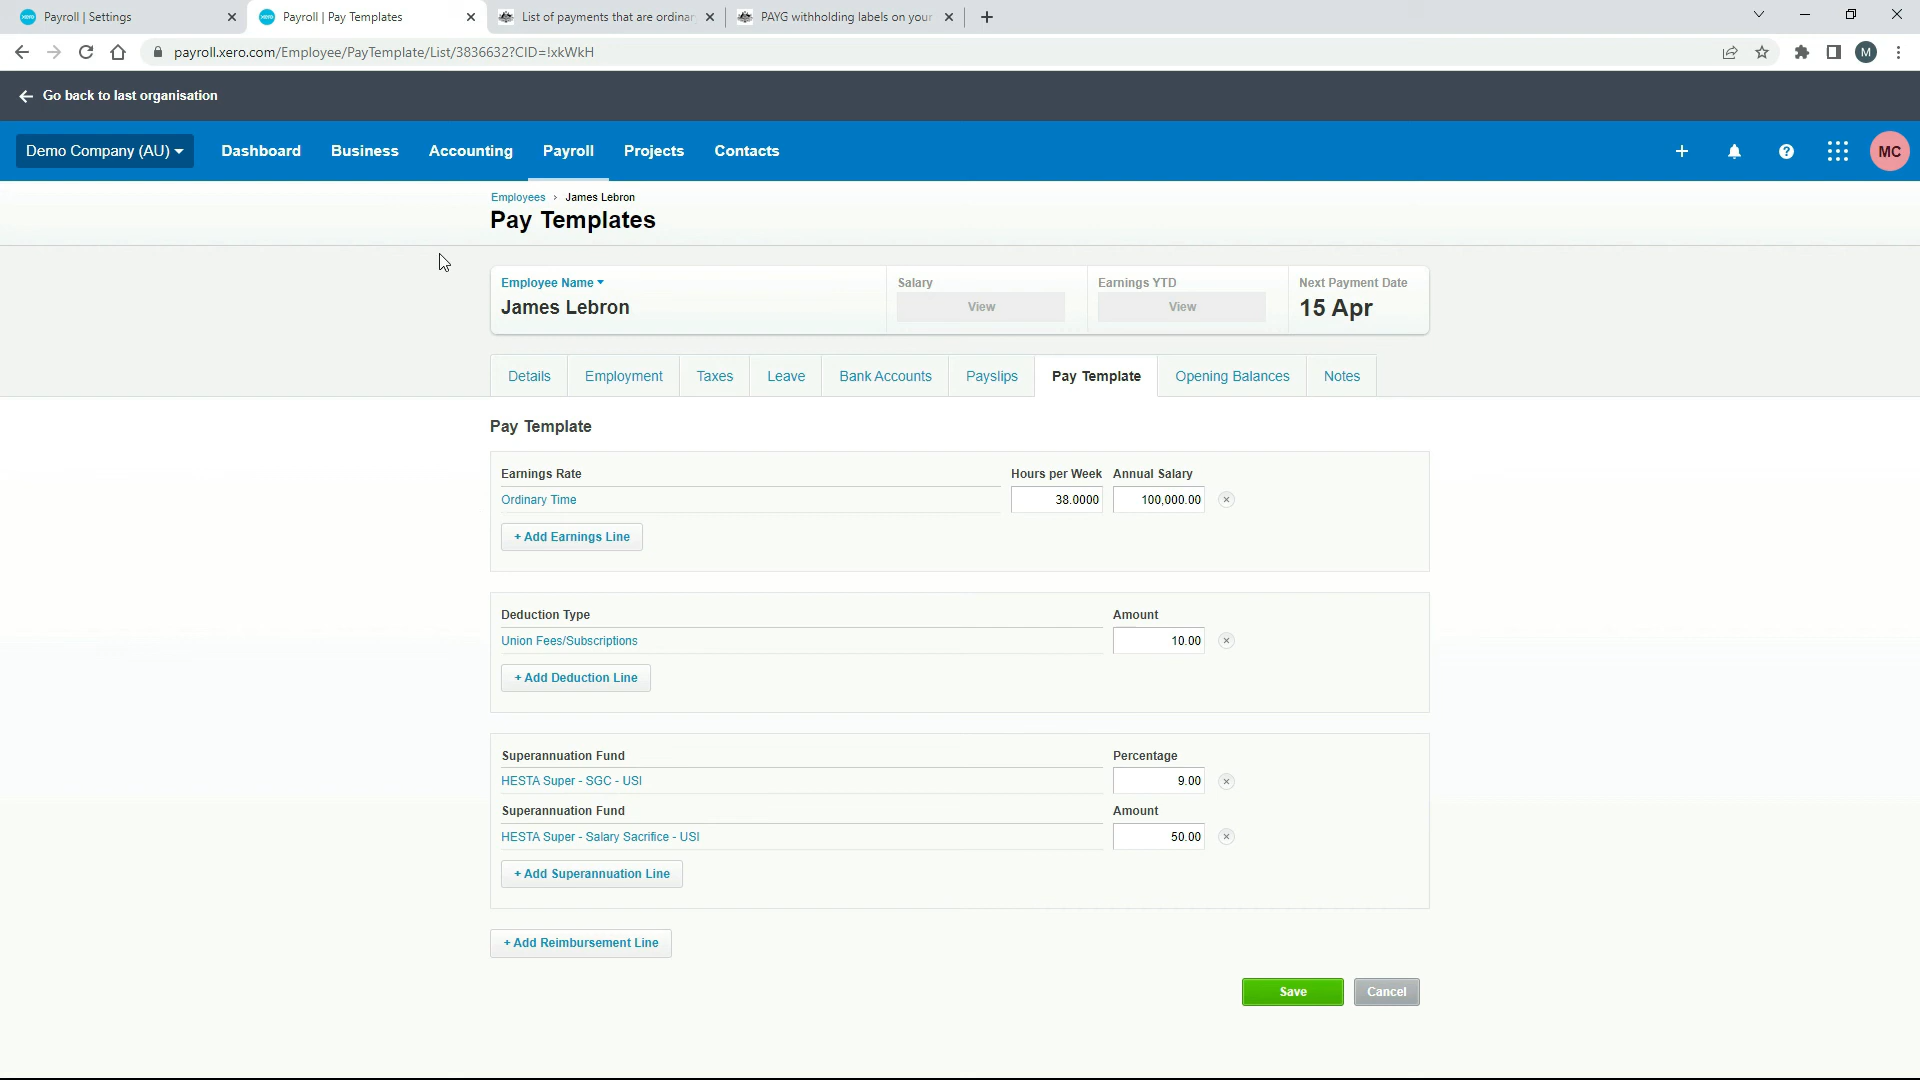 Payroll | Settings
Payroll | Pay Templates
List of payments that are ordinar
PAYG withholding labels on your
payroll.xero.com/Employee/PayTemplate/List/3836632?CID=!xkWkH
M
Go back to last organisation
Demo Company (AU)
Dashboard
Business
Accounting
Payroll
Projects
Contacts
MC
Employees › James Lebron
Pay Templates
Employee Name
James Lebron
Salary
View
Earnings YTD
View
Next Payment Date
15 Apr
Details
Employment
Taxes
Leave
Bank Accounts
Payslips
Pay Template
Opening Balances
Notes
Pay Template
Earnings Rate Hours per Week Annual Salary
Ordinary Time 38.0000 100,000.00
+ Add Earnings Line
Deduction Type Amount
Union Fees/Subscriptions 10.00
+ Add Deduction Line
Superannuation Fund Percentage
HESTA Super - SGC - USI 9.00
Superannuation Fund Amount
HESTA Super - Salary Sacrifice - USI 50.00
+ Add Superannuation Line
+ Add Reimbursement Line
Save
Cancel